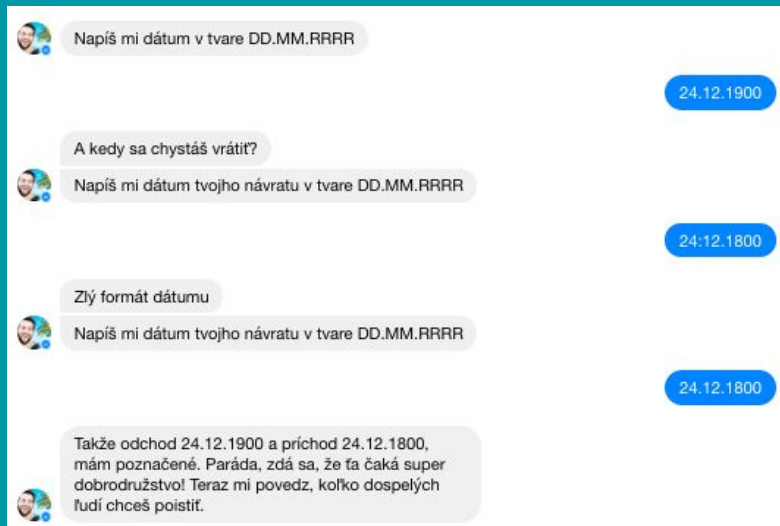 Napíš mi dátum v tvare DD.MM.RRRR
24.12.1900
A kedy sa chystáš vrátiť?
Napíš mi dátum tvojho návratu v tvare DD.MM.RRRR
24:12.1800
Zlý formát dátumu
Napíš mi dátum tvojho návratu v tvare DD.MM.RRRR
24.12.1800
Takže odchod 24.12.1900 a príchod 24.12.1800,
mám poznačené. Paráda, zdá sa, že ťa čaká super
dobrodružstvo! Teraz mi povedz, koľko dospelých
ľudí chceš poistiť.